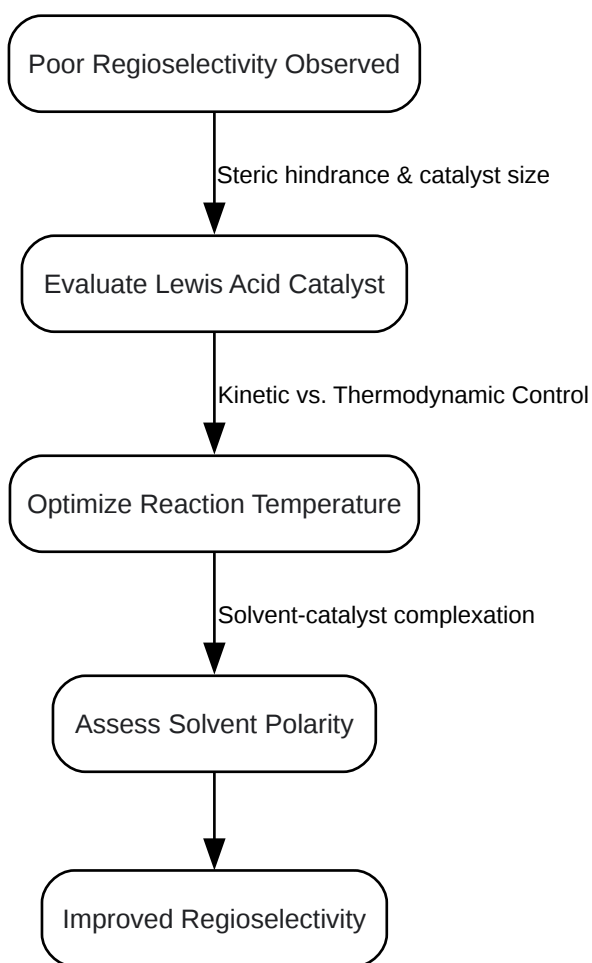 Poor Regioselectivity Observed
Steric hindrance & catalyst size
Evaluate Lewis Acid Catalyst
Kinetic vs. Thermodynamic Control
Optimize Reaction Temperature
Solvent-catalyst complexation
Assess Solvent Polarity
Improved Regioselectivity